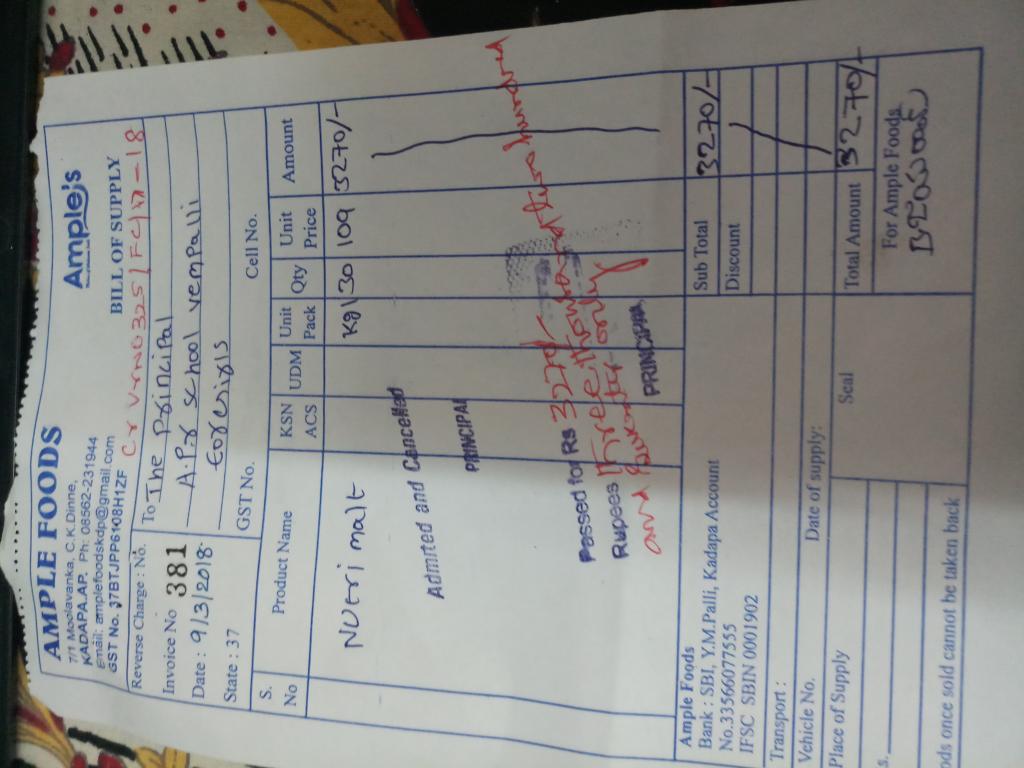 AMPLE FOODS
Ample's
7/1 Moolavanka, C.K.Dinne,
KADAPA.AP. Ph: 08562-231944
Email: amplefoodskdp@gmail.com
GST No. 37BTJPP6108H1ZF
BILL OF SUPPLY
Cr V.rNo 325/FC/17-18
Reverse Charge : No.
Invoice No 381
Date : 9/3/2018.
State : 37
To The principal
A.P.r school vempalli
for Girls
GST No. Cell No.
S. No Product Name KSN ACS UDM Unit Pack Qty Unit Price Amount
Nutri malt Kg 30 109 3270/-
Admited and Cancelled
PRINCIPAL
Passed for Rs 3270/-
Rupees Three thousand two hundred
and only
PRINCIPAL
Ample Foods
Bank : SBI, Y.M.Palli, Kadapa Account
No.33566077555
IFSC SBIN 0001902
Sub Total 3270/-
Discount
Transport :
Vehicle No. Date of supply:
Place of Supply
Total Amount 3270/-
Seal
For Ample Foods
s.
ods once sold cannot be taken back